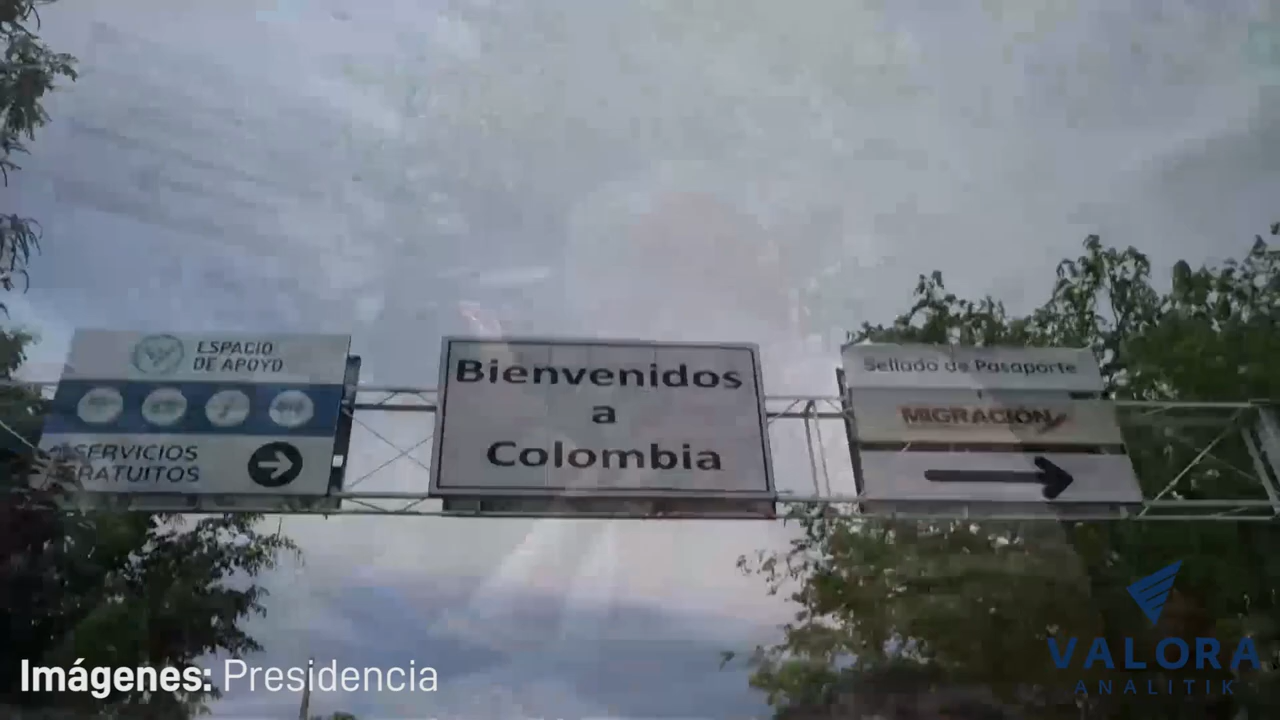 ESPACIO
DE APOYO
SERVICIOS
GRATUITOS
Bienvenidos
a
Colombia
Sellado de Pasaporte
MIGRACIÓN
Imágenes: Presidencia
VALORA
ANALITIK